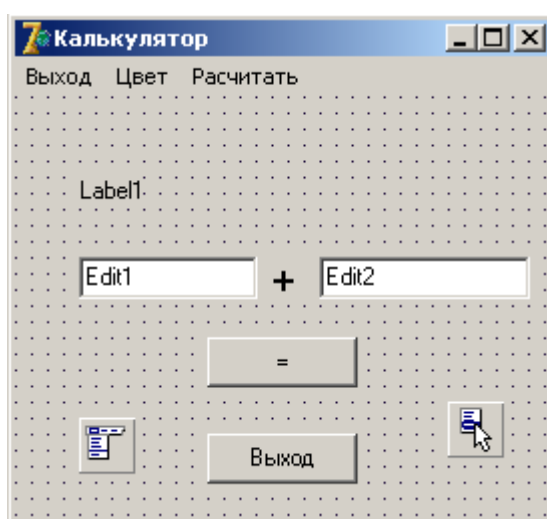 Калькулятор
Выход Цвет Расчитать
Label1
Edit1 + Edit2
=
Выход